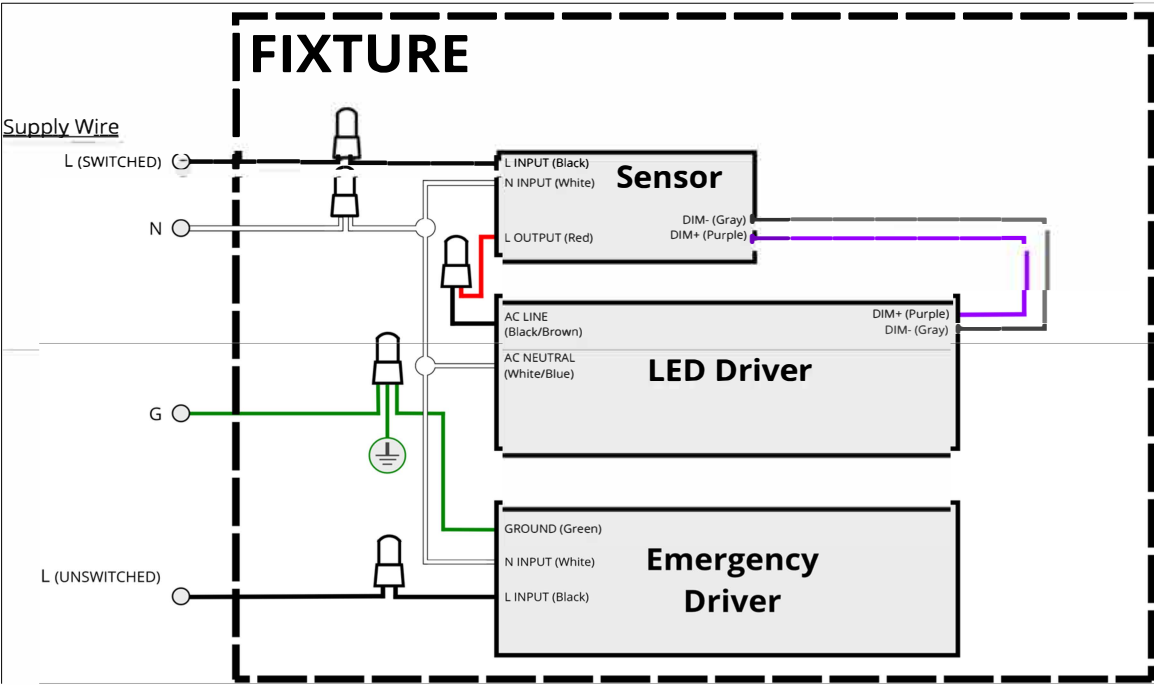 FIXTURE
Supply Wire
L (SWITCHED)
N
G
L (UNSWITCHED)
L INPUT (Black)
N INPUT (White)
Sensor
DIM- (Gray)
DIM+ (Purple)
L OUTPUT (Red)
AC LINE
(Black/Brown)
DIM+ (Purple)
DIM- (Gray)
AC NEUTRAL
(White/Blue)
LED Driver
GROUND (Green)
N INPUT (White)
L INPUT (Black)
Emergency
Driver